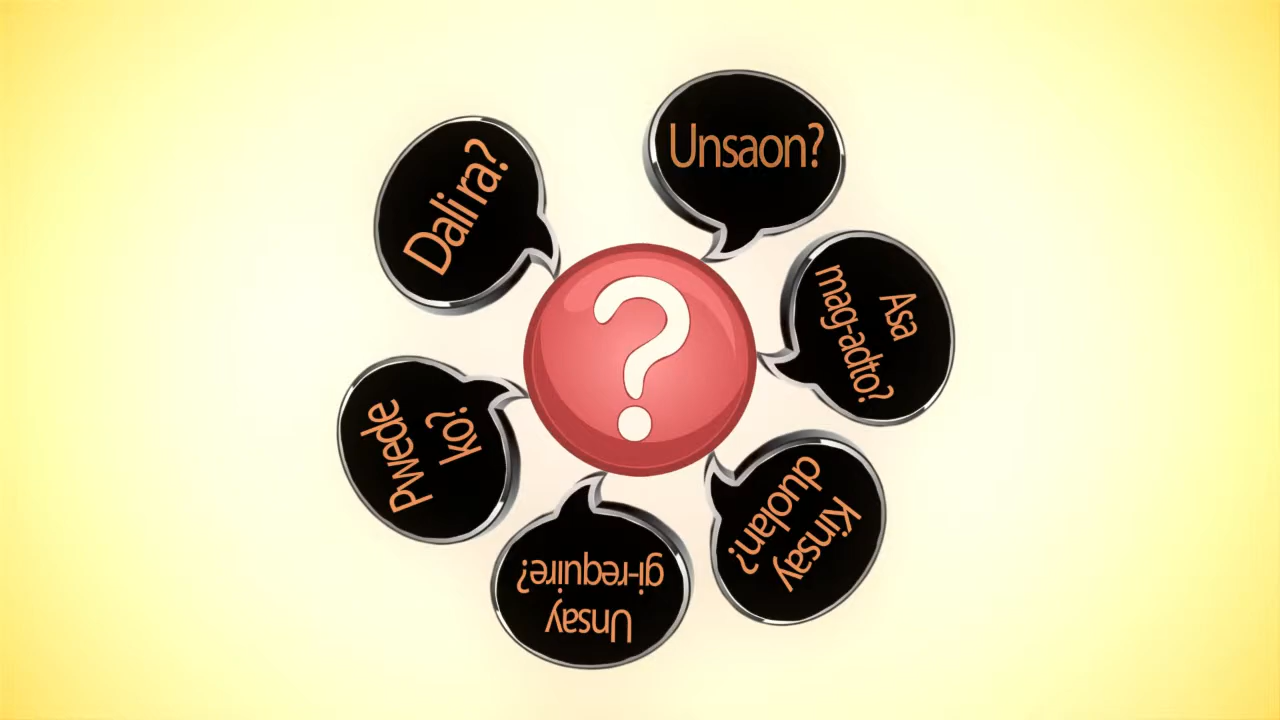 Unsaon?
Asa
mag-adto?
Kinsay
duolan?
Unsay
gi-require?
Pwede
ko?
Dali ra?
?